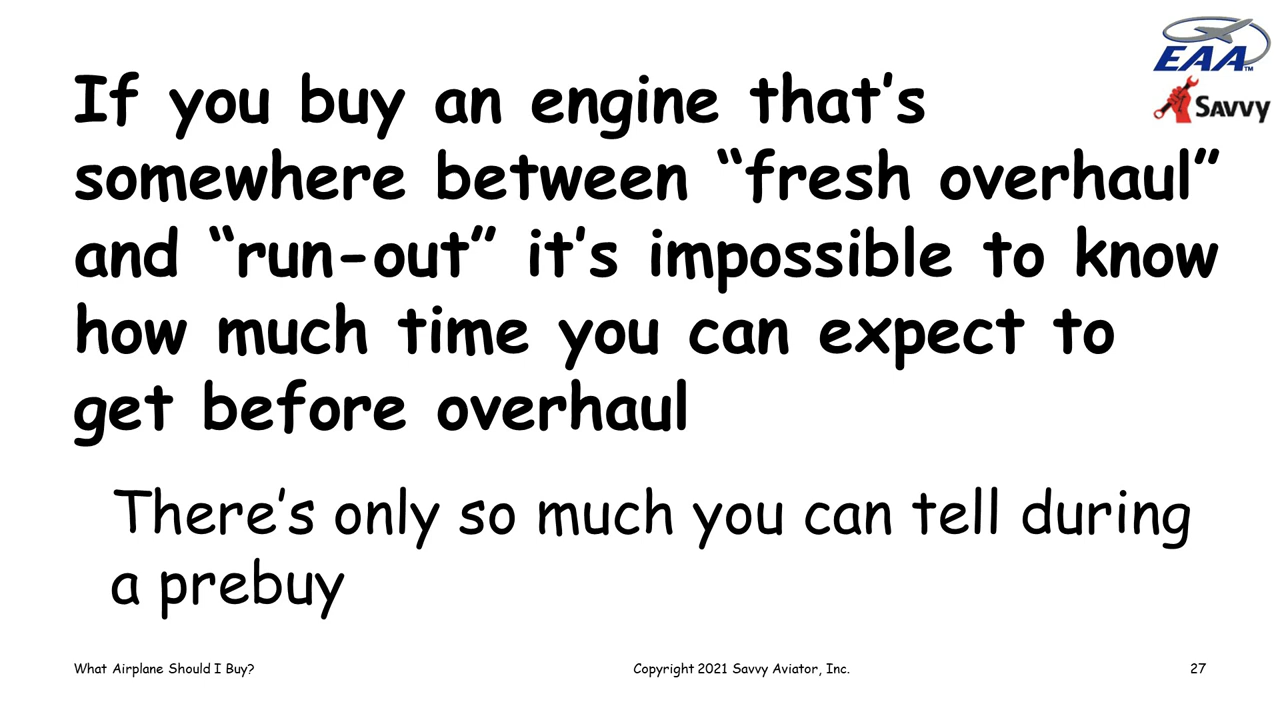 EAA™
SAVVY
If you buy an engine that’s
somewhere between “fresh overhaul”
and “run-out” it’s impossible to know
how much time you can expect to
get before overhaul
There’s only so much you can tell during
a prebuy
What Airplane Should I Buy?
Copyright 2021 Savvy Aviator, Inc.
27